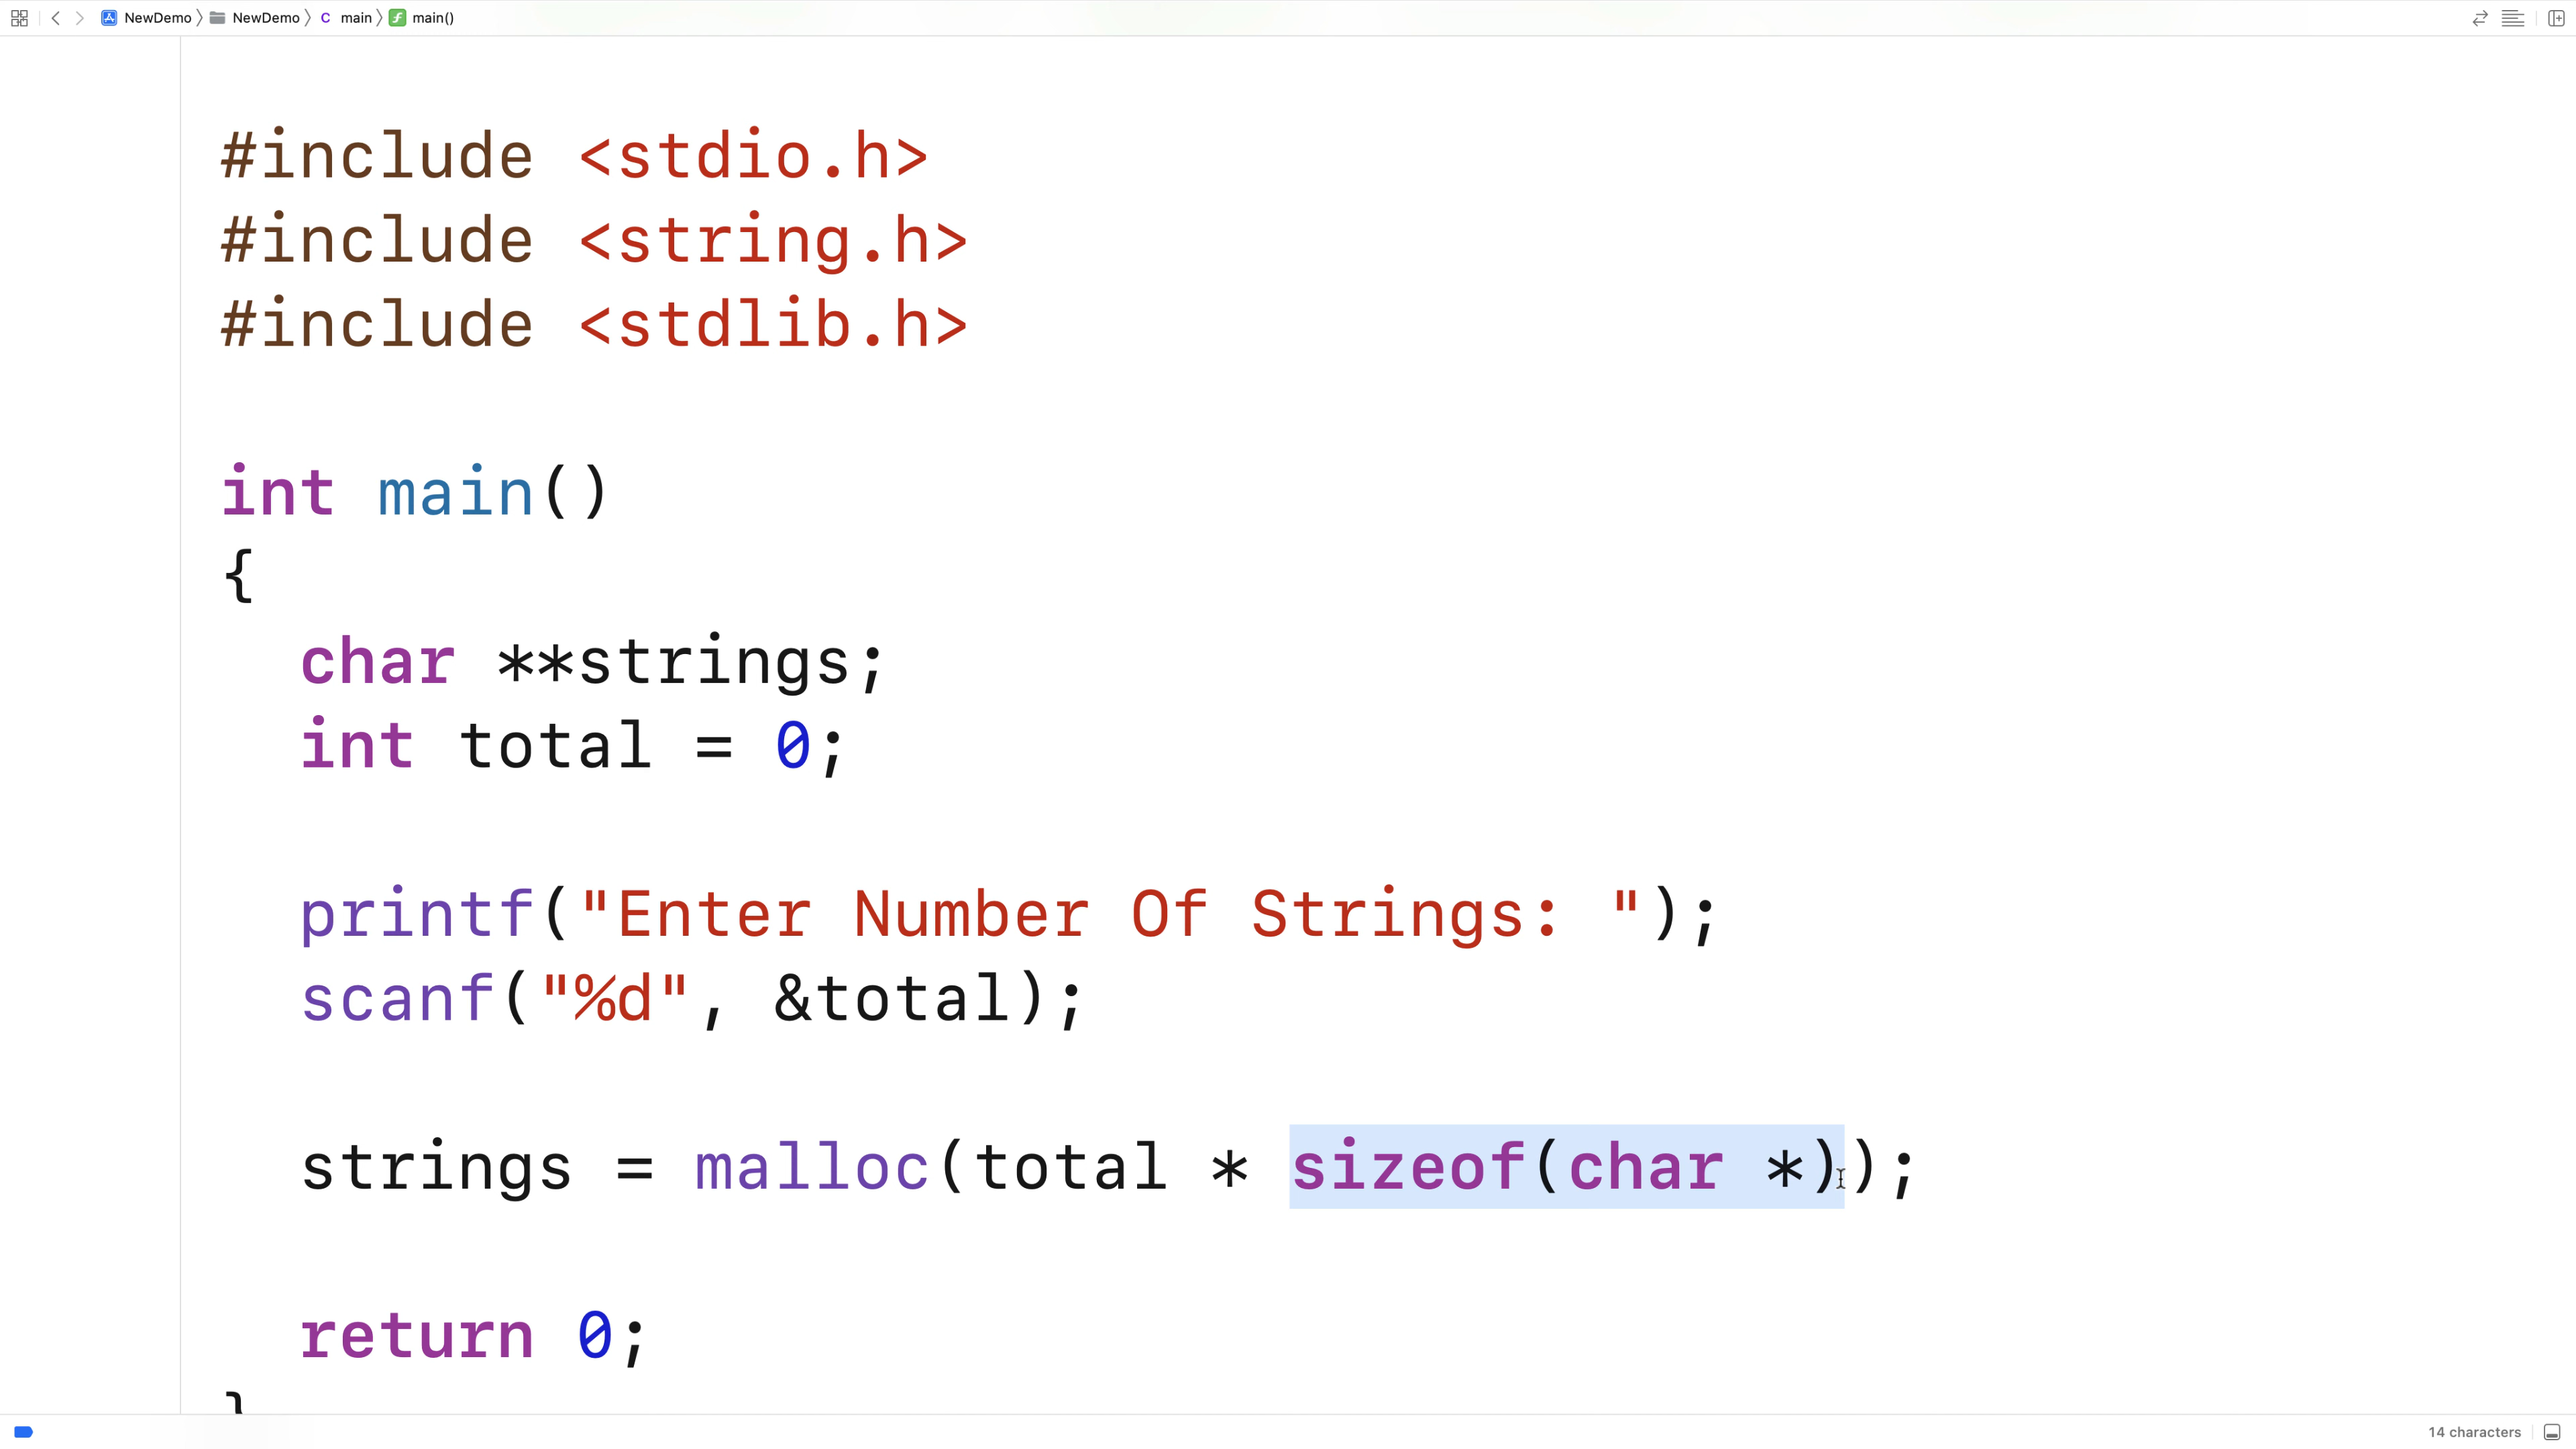 NewDemo NewDemo C main main()
#include <stdio.h>
#include <string.h>
#include <stdlib.h>
int main()
{
char **strings;
int total = 0;
printf("Enter Number Of Strings: ");
scanf("%d", &total);
strings = malloc(total * sizeof(char *));
return 0;
}
14 characters